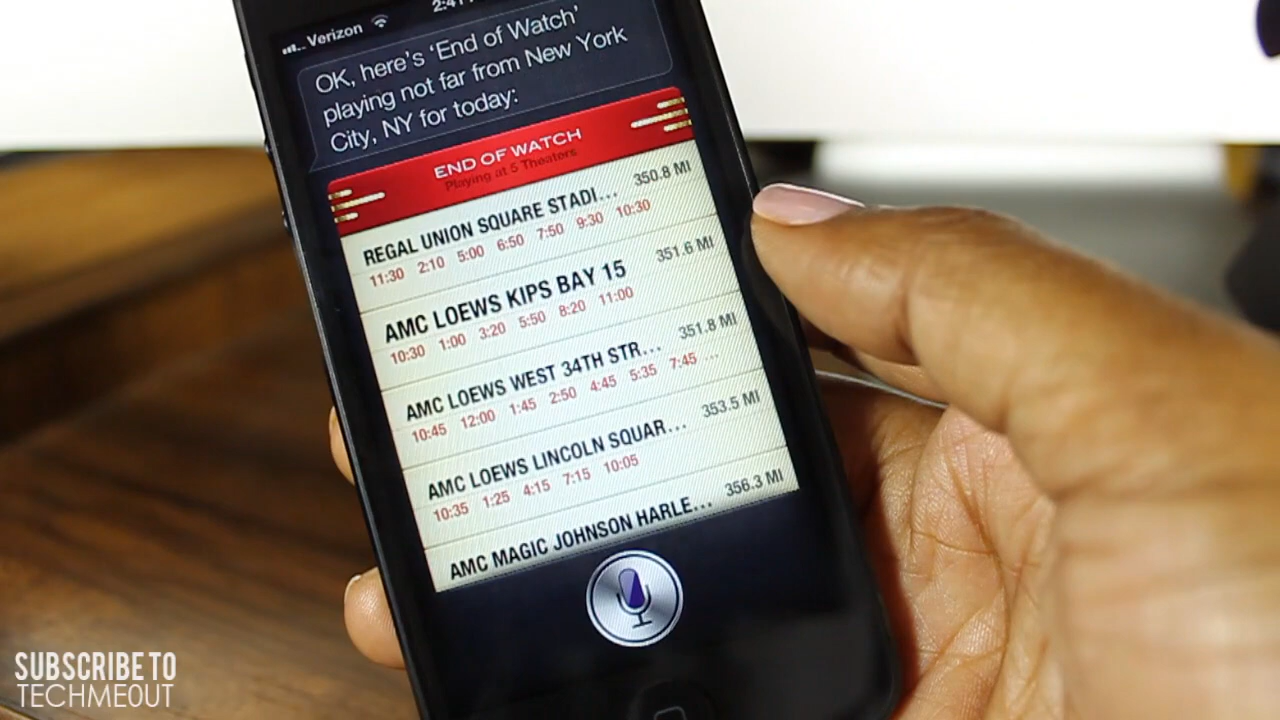 Verizon
2:41
OK, here's 'End of Watch'
playing not far from New York
City, NY for today:
END OF WATCH
Playing at 5 Theaters
REGAL UNION SQUARE STADI... 350.8 MI
11:30 2:10 5:00 6:50 7:50 9:30 10:30
AMC LOEWS KIPS BAY 15 351.6 MI
10:30 1:00 3:20 5:50 8:20 11:00
AMC LOEWS WEST 34TH STR... 351.8 MI
10:45 12:00 1:45 2:50 4:45 5:35 7:45 ...
AMC LOEWS LINCOLN SQUAR... 353.5 MI
10:35 1:25 4:15 7:15 10:05
AMC MAGIC JOHNSON HARLE... 356.3 MI
SUBSCRIBE TO
TECHMEOUT